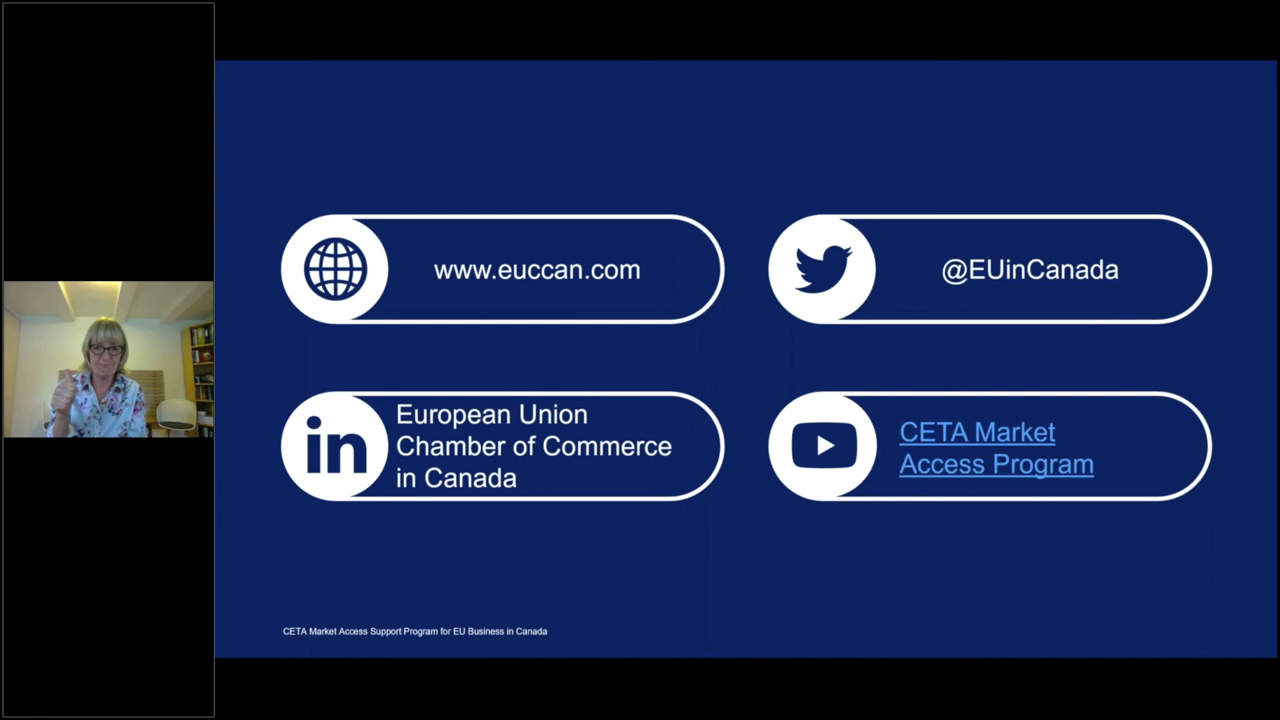 www.euccan.com
@EUinCanada
in
European Union
Chamber of Commerce
in Canada
CETA Market
Access Program
CETA Market Access Support Program for EU Business in Canada